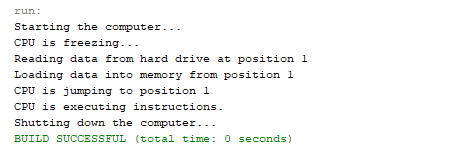 run:
Starting the computer...
CPU is freezing...
Reading data from hard drive at position 1
Loading data into memory from position 1
CPU is jumping to position 1
CPU is executing instructions.
Shutting down the computer...
BUILD SUCCESSFUL (total time: 0 seconds)